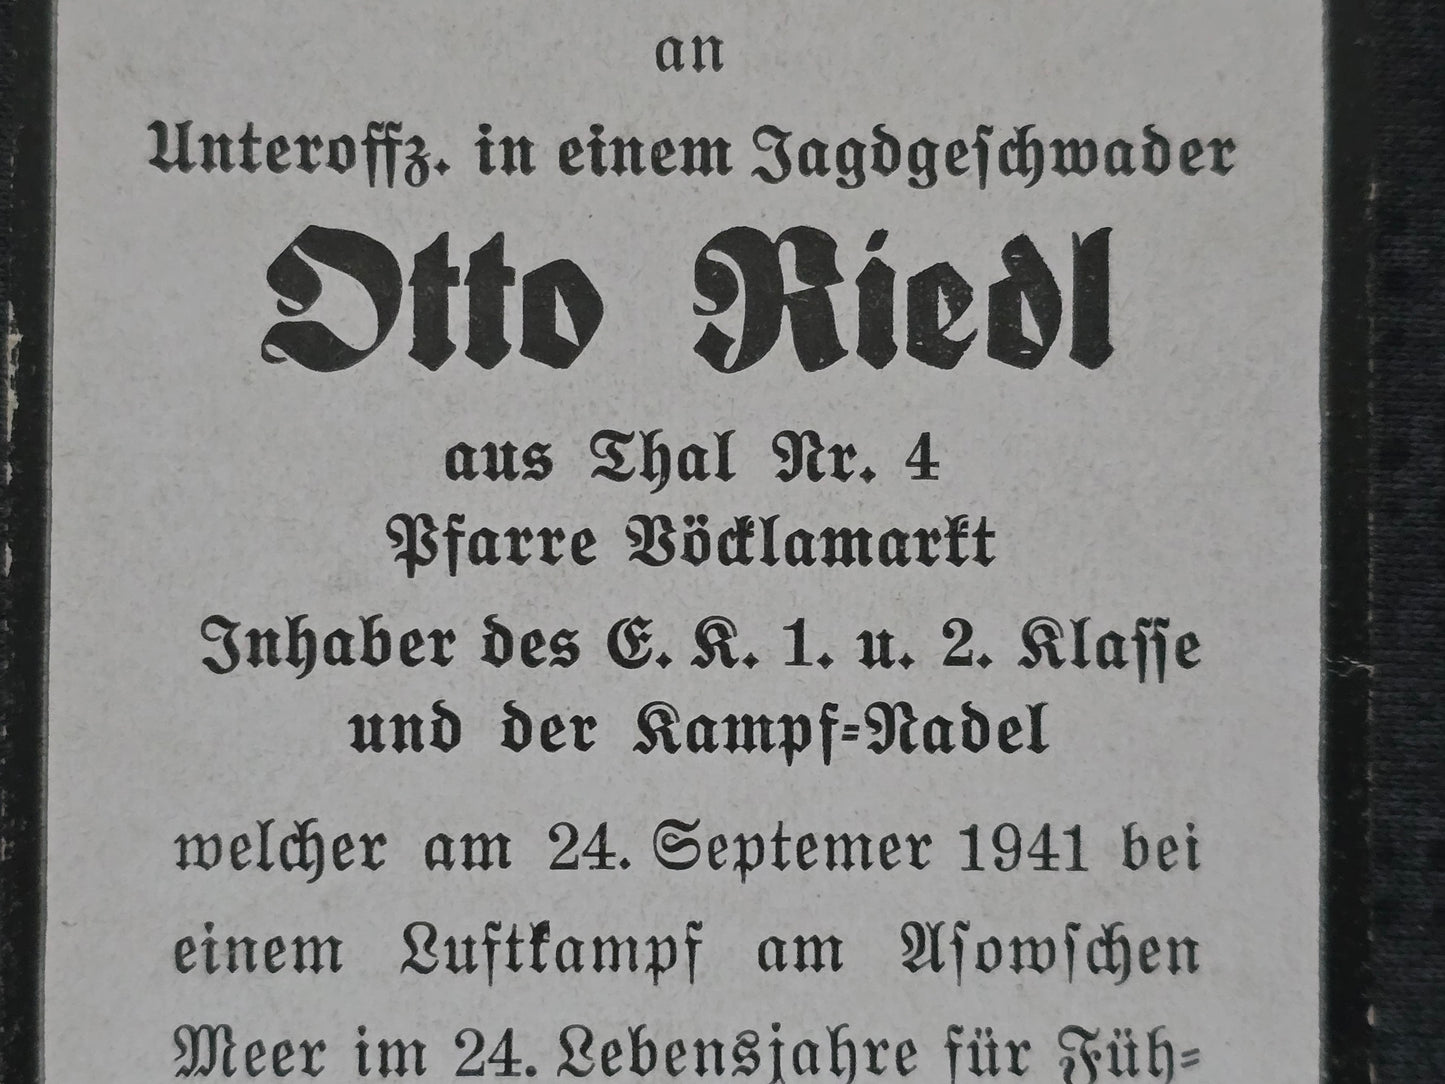 an
Unteroffz. in einem Jagdgeschwader
Otto Riedl
aus Thal Nr. 4
Pfarre Vöcklamarkt
Inhaber des E. K. 1. u. 2. Klasse
und der Kampf-Nadel
welcher am 24. Septemer 1941 bei
einem Luftkampf am Asowschen
Meer im 24. Lebensjahre für Füh-